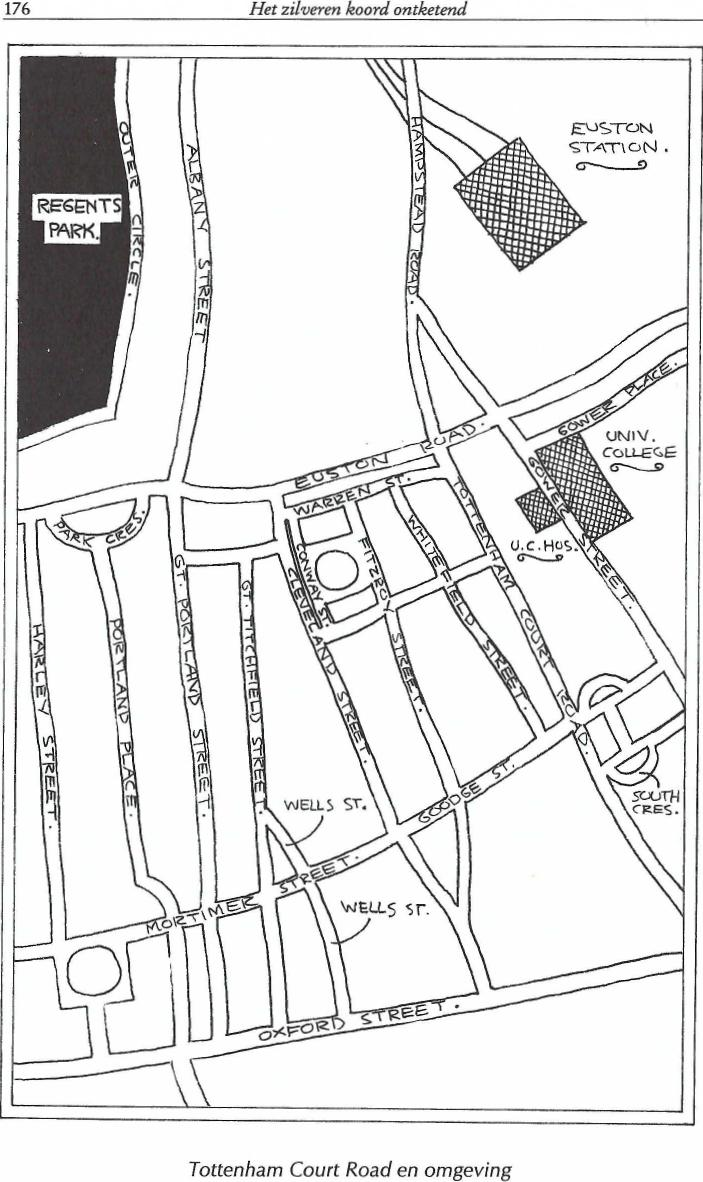 176
Het zilveren koord ontketend
EUSTON
STATION.
OUTER CIRCLE.
ALBANY STREET
HAMPSTEAD ROAD.
REGENTS
PARK.
GOWER PLACE.
EUSTON ROAD.
UNIV.
COLLEGE
WARREN ST.
PARK CRES.
GOWER STREET.
U.C. HOS.
TOTTENHAM COURT ROAD.
WHITEFIELD STREET.
FITZROY STREET.
CONWAY ST.
CLEVELAND STREET.
GT. TITCHFIELD STREET
GT. PORTLAND STREET.
PORTLAND PLACE.
HARLEY STREET.
SOUTH
CRES.
WELLS ST.
GOODGE ST.
MORTIMER STREET.
WELLS ST.
OXFORD STREET.
Tottenham Court Road en omgeving